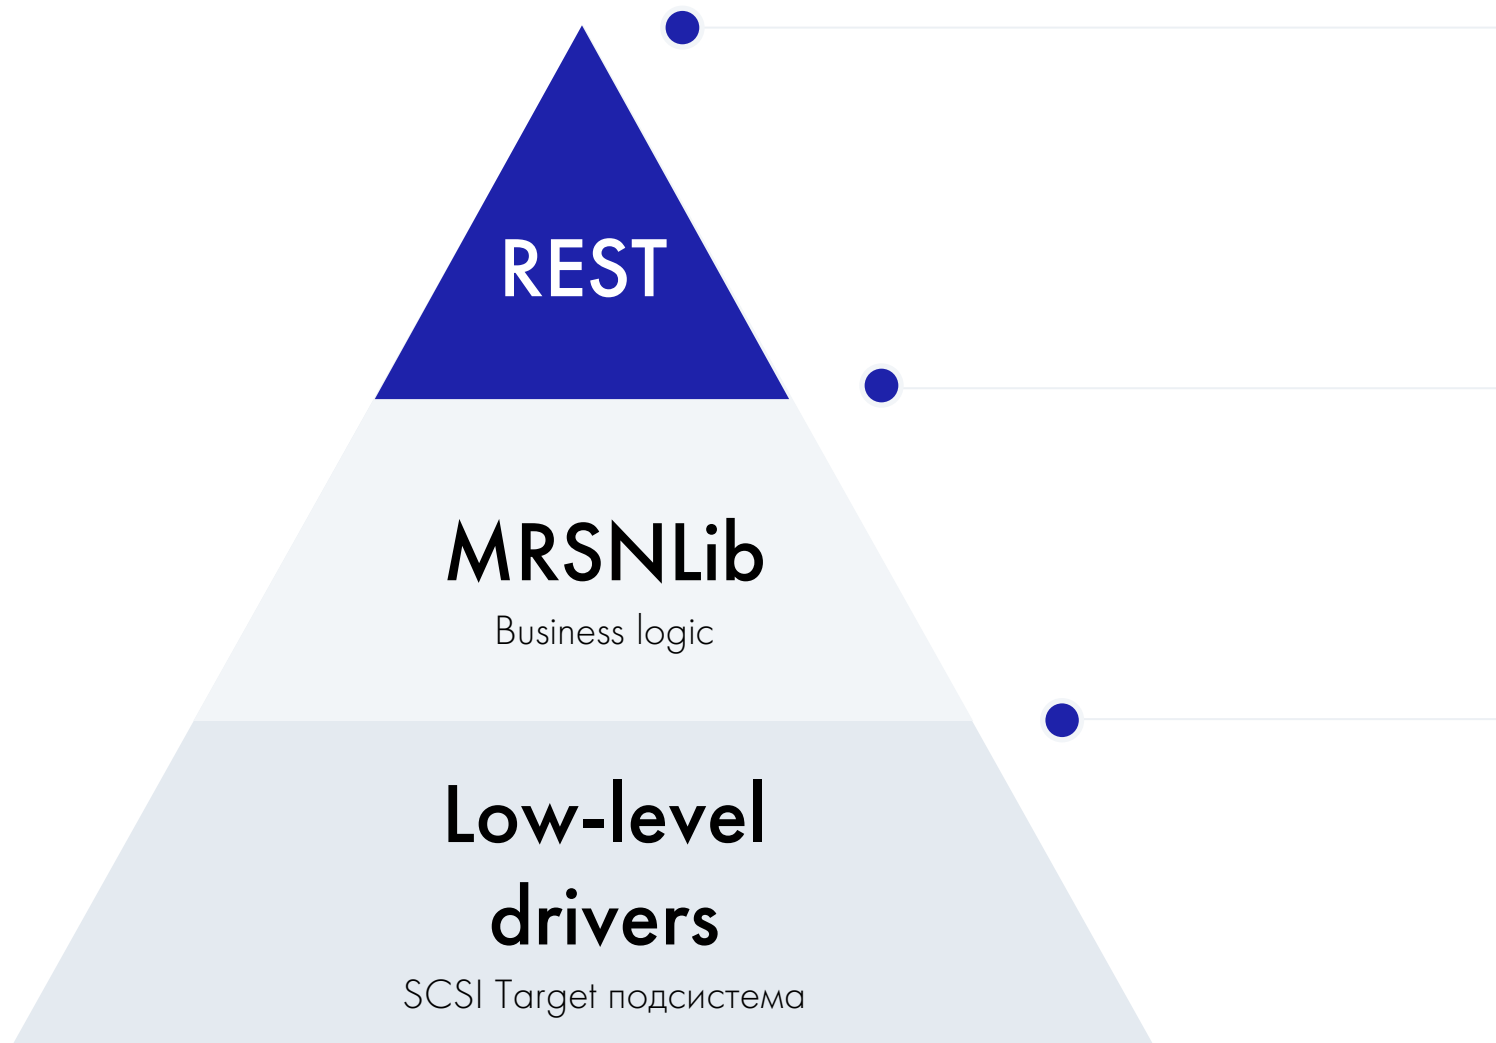 REST
MRSNLib
Business logic
Low-level
drivers
SCSI Target подсистема